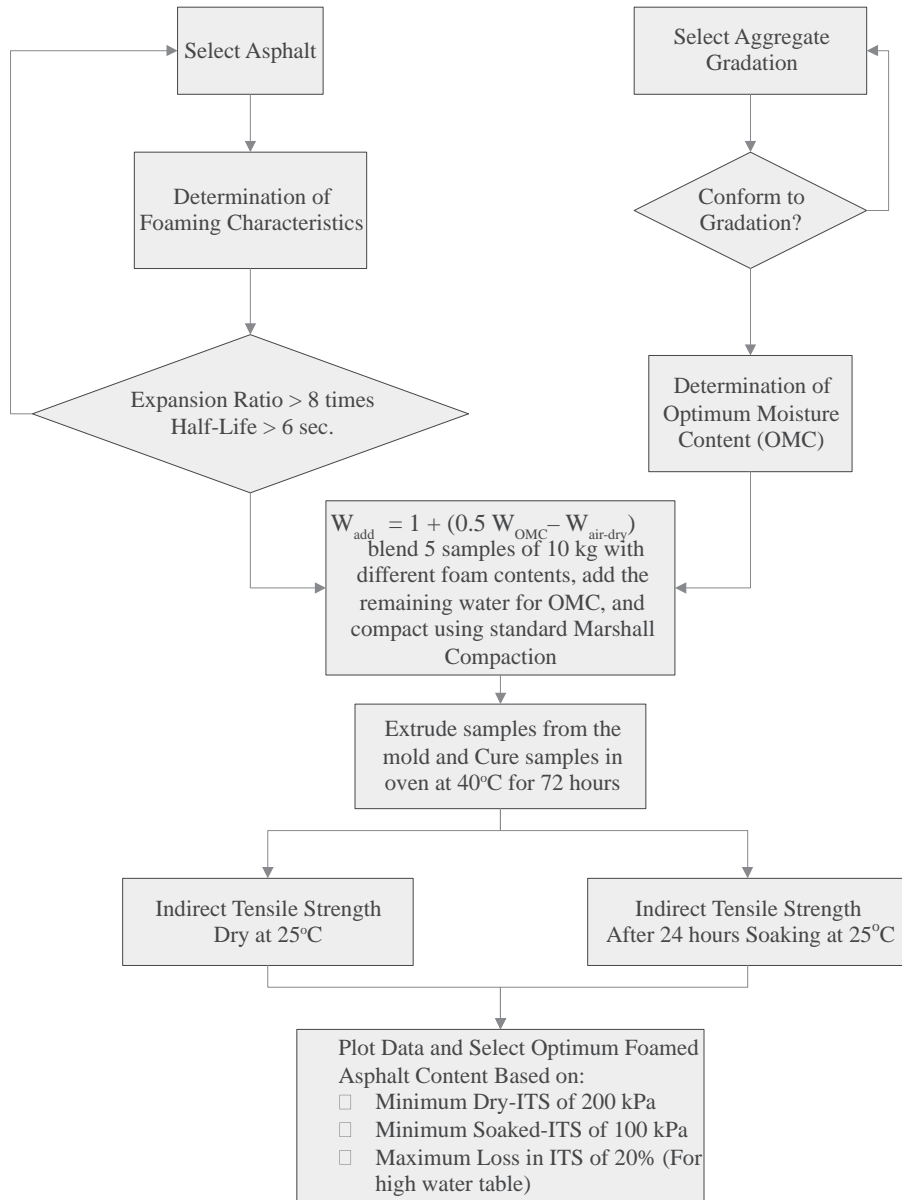 Select Asphalt
Select Aggregate
Gradation
Determination of
Foaming Characteristics
Conform to
Gradation?
Expansion Ratio > 8 times
Half-Life > 6 sec.
Determination of
Optimum Moisture
Content (OMC)
W_add = 1 + (0.5 W_OMC – W_air-dry)
blend 5 samples of 10 kg with
different foam contents, add the
remaining water for OMC, and
compact using standard Marshall
Compaction
Extrude samples from the
mold and Cure samples in
oven at 40°C for 72 hours
Indirect Tensile Strength
Dry at 25°C
Indirect Tensile Strength
After 24 hours Soaking at 25°C
Plot Data and Select Optimum Foamed
Asphalt Content Based on:
□ Minimum Dry-ITS of 200 kPa
□ Minimum Soaked-ITS of 100 kPa
□ Maximum Loss in ITS of 20% (For
high water table)